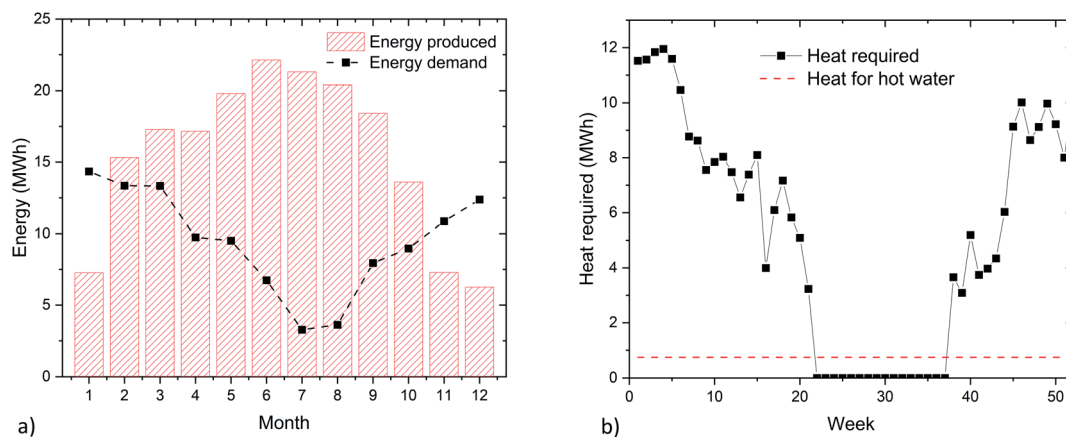 25
20
15
10
5
0
Energy (MWh)
Energy produced
Energy demand
1 2 3 4 5 6 7 8 9 10 11 12
Month
a)
12
10
8
6
4
2
0
Heat required (MWh)
Heat required
Heat for hot water
0 10 20 30 40 50
Week
b)